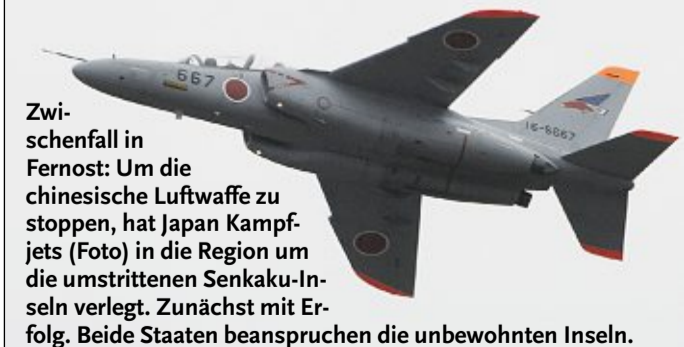 667
16-5667
Zwi-
schenfall in
Fernost: Um die
chinesische Luftwaffe zu
stoppen, hat Japan Kampf-
jets (Foto) in die Region um
die umstrittenen Senkaku-In-
seln verlegt. Zunächst mit Er-
folg. Beide Staaten beanspruchen die unbewohnten Inseln.